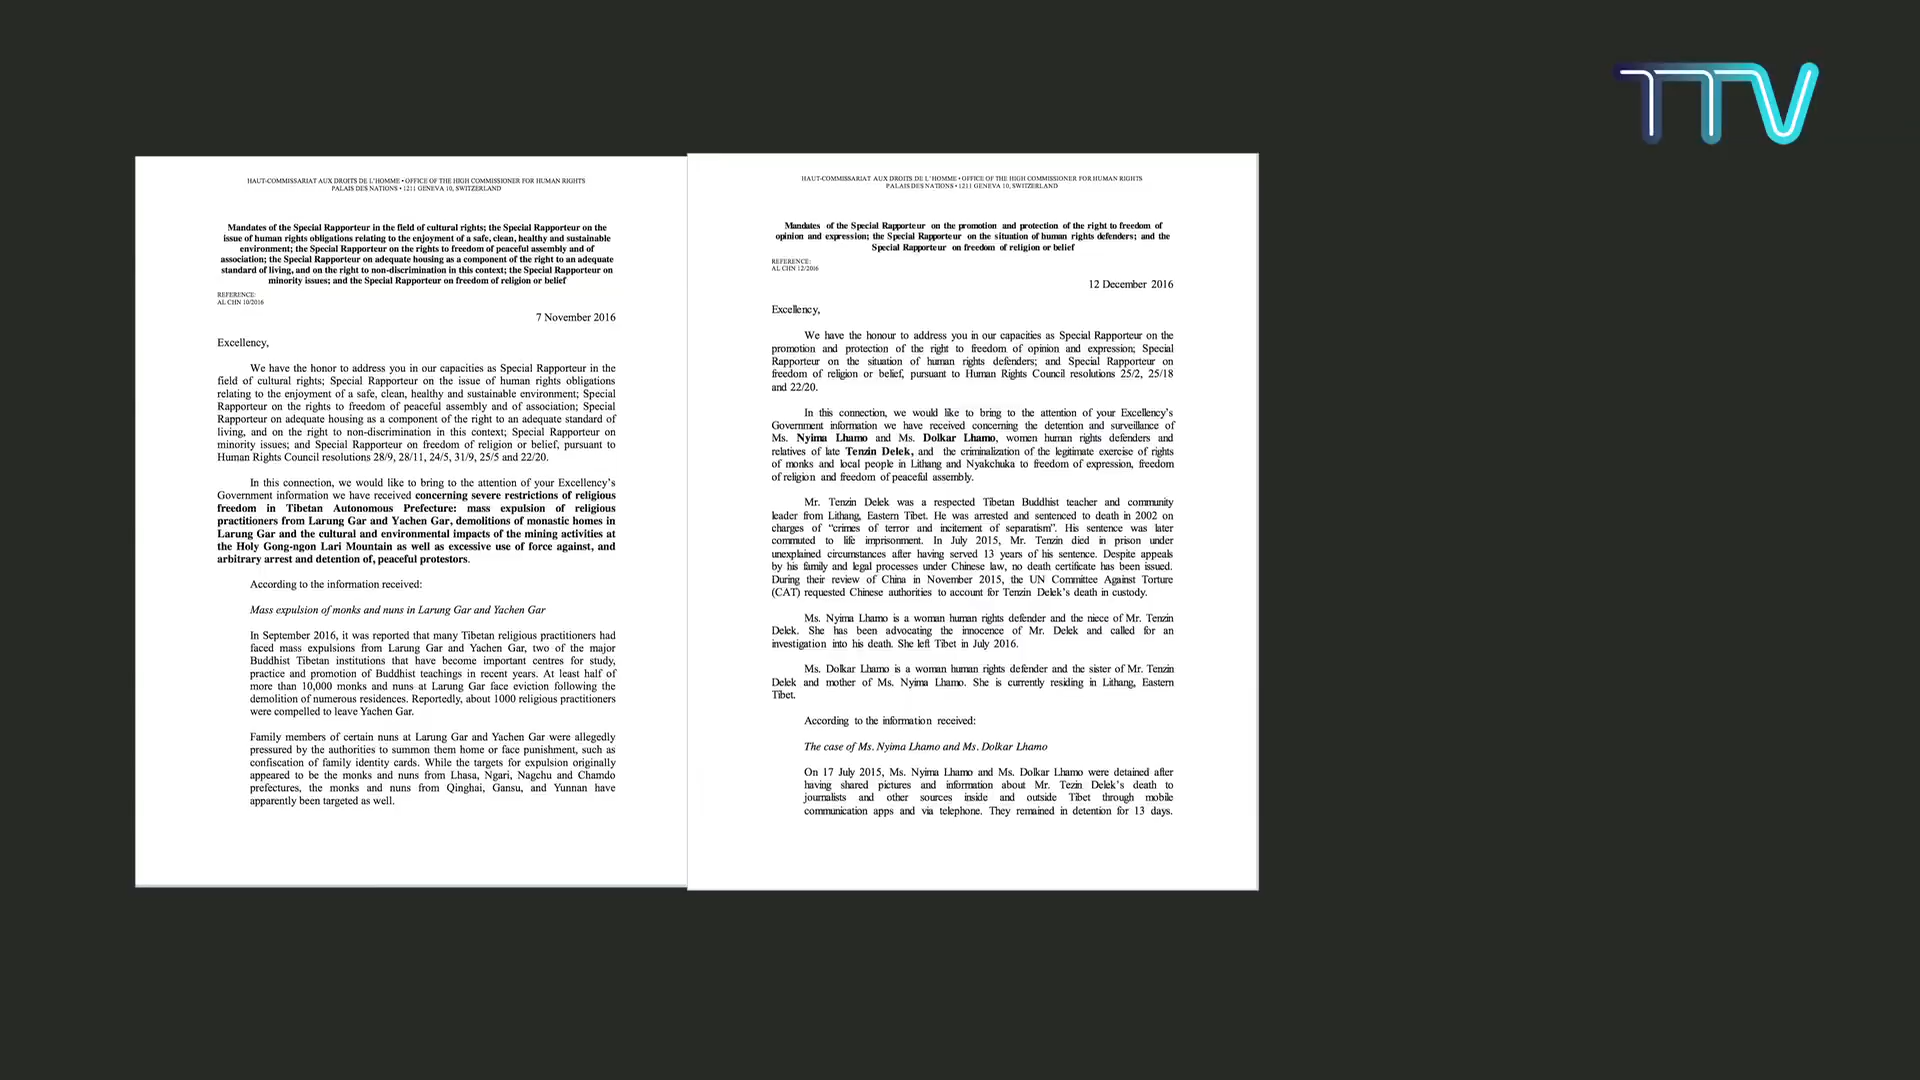 TTV
HAUT-COMMISSARIAT AUX DROITS DE L'HOMME • OFFICE OF THE HIGH COMMISSIONER FOR HUMAN RIGHTS
PALAIS DES NATIONS • 1211 GENEVA 10, SWITZERLAND
Mandates of the Special Rapporteur in the field of cultural rights; the Special Rapporteur on the
issue of human rights obligations relating to the enjoyment of a safe, clean, healthy and sustainable
environment; the Special Rapporteur on the rights to freedom of peaceful assembly and of
association; the Special Rapporteur on adequate housing as a component of the right to an adequate
standard of living, and on the right to non-discrimination in this context; the Special Rapporteur on
minority issues; and the Special Rapporteur on freedom of religion or belief
REFERENCE:
AL CHN 10/2016
7 November 2016
Excellency,
We have the honor to address you in our capacities as Special Rapporteur in the
field of cultural rights; Special Rapporteur on the issue of human rights obligations
relating to the enjoyment of a safe, clean, healthy and sustainable environment; Special
Rapporteur on the rights to freedom of peaceful assembly and of association; Special
Rapporteur on adequate housing as a component of the right to an adequate standard of
living, and on the right to non-discrimination in this context; Special Rapporteur on
minority issues; and Special Rapporteur on freedom of religion or belief, pursuant to
Human Rights Council resolutions 28/9, 28/11, 24/5, 31/9, 25/5 and 22/20.
In this connection, we would like to bring to the attention of your Excellency's
Government information we have received concerning severe restrictions of religious
freedom in Tibetan Autonomous Prefecture: mass expulsion of religious
practitioners from Larung Gar and Yachen Gar, demolitions of monastic homes in
Larung Gar and the cultural and environmental impacts of the mining activities at
the Holy Gong-ngon Lari Mountain as well as excessive use of force against, and
arbitrary arrest and detention of, peaceful protestors.
According to the information received:
Mass expulsion of monks and nuns in Larung Gar and Yachen Gar
In September 2016, it was reported that many Tibetan religious practitioners had
faced mass expulsions from Larung Gar and Yachen Gar, two of the major
Buddhist Tibetan institutions that have become important centres for study,
practice and promotion of Buddhist teachings in recent years. At least half of
more than 10,000 monks and nuns at Larung Gar face eviction following the
demolition of numerous residences. Reportedly, about 1000 religious practitioners
were compelled to leave Yachen Gar.
Family members of certain nuns at Larung Gar and Yachen Gar were allegedly
pressured by the authorities to summon them home or face punishment, such as
confiscation of family identity cards. While the targets for expulsion originally
appeared to be the monks and nuns from Lhasa, Ngari, Nagchu and Chamdo
prefectures, the monks and nuns from Qinghai, Gansu, and Yunnan have
apparently been targeted as well.
HAUT-COMMISSARIAT AUX DROITS DE L'HOMME • OFFICE OF THE HIGH COMMISSIONER FOR HUMAN RIGHTS
PALAIS DES NATIONS • 1211 GENEVA 10, SWITZERLAND
Mandates of the Special Rapporteur on the promotion and protection of the right to freedom of
opinion and expression; the Special Rapporteur on the situation of human rights defenders; and the
Special Rapporteur on freedom of religion or belief
REFERENCE:
AL CHN 12/2016
12 December 2016
Excellency,
We have the honour to address you in our capacities as Special Rapporteur on the
promotion and protection of the right to freedom of opinion and expression; Special
Rapporteur on the situation of human rights defenders; and Special Rapporteur on
freedom of religion or belief, pursuant to Human Rights Council resolutions 25/2, 25/18
and 22/20.
In this connection, we would like to bring to the attention of your Excellency's
Government information we have received concerning the detention and surveillance of
Ms. Nyima Lhamo and Ms. Dolkar Lhamo, women human rights defenders and
relatives of late Tenzin Delek, and the criminalization of the legitimate exercise of rights
of monks and local people in Lithang and Nyakchuka to freedom of expression, freedom
of religion and freedom of peaceful assembly.
Mr. Tenzin Delek was a respected Tibetan Buddhist teacher and community
leader from Lithang, Eastern Tibet. He was arrested and sentenced to death in 2002 on
charges of "crimes of terror and incitement of separatism". His sentence was later
commuted to life imprisonment. In July 2015, Mr. Tenzin died in prison under
unexplained circumstances after having served 13 years of his sentence. Despite appeals
by his family and legal processes under Chinese law, no death certificate has been issued.
During their review of China in November 2015, the UN Committee Against Torture
(CAT) requested Chinese authorities to account for Tenzin Delek's death in custody.
Ms. Nyima Lhamo is a woman human rights defender and the niece of Mr. Tenzin
Delek. She has been advocating the innocence of Mr. Delek and called for an
investigation into his death. She left Tibet in July 2016.
Ms. Dolkar Lhamo is a woman human rights defender and the sister of Mr. Tenzin
Delek and mother of Ms. Nyima Lhamo. She is currently residing in Lithang, Eastern
Tibet.
According to the information received:
The case of Ms. Nyima Lhamo and Ms. Dolkar Lhamo
On 17 July 2015, Ms. Nyima Lhamo and Ms. Dolkar Lhamo were detained after
having shared pictures and information about Mr. Tezin Delek's death to
journalists and other sources inside and outside Tibet through mobile
communication apps and via telephone. They remained in detention for 13 days.